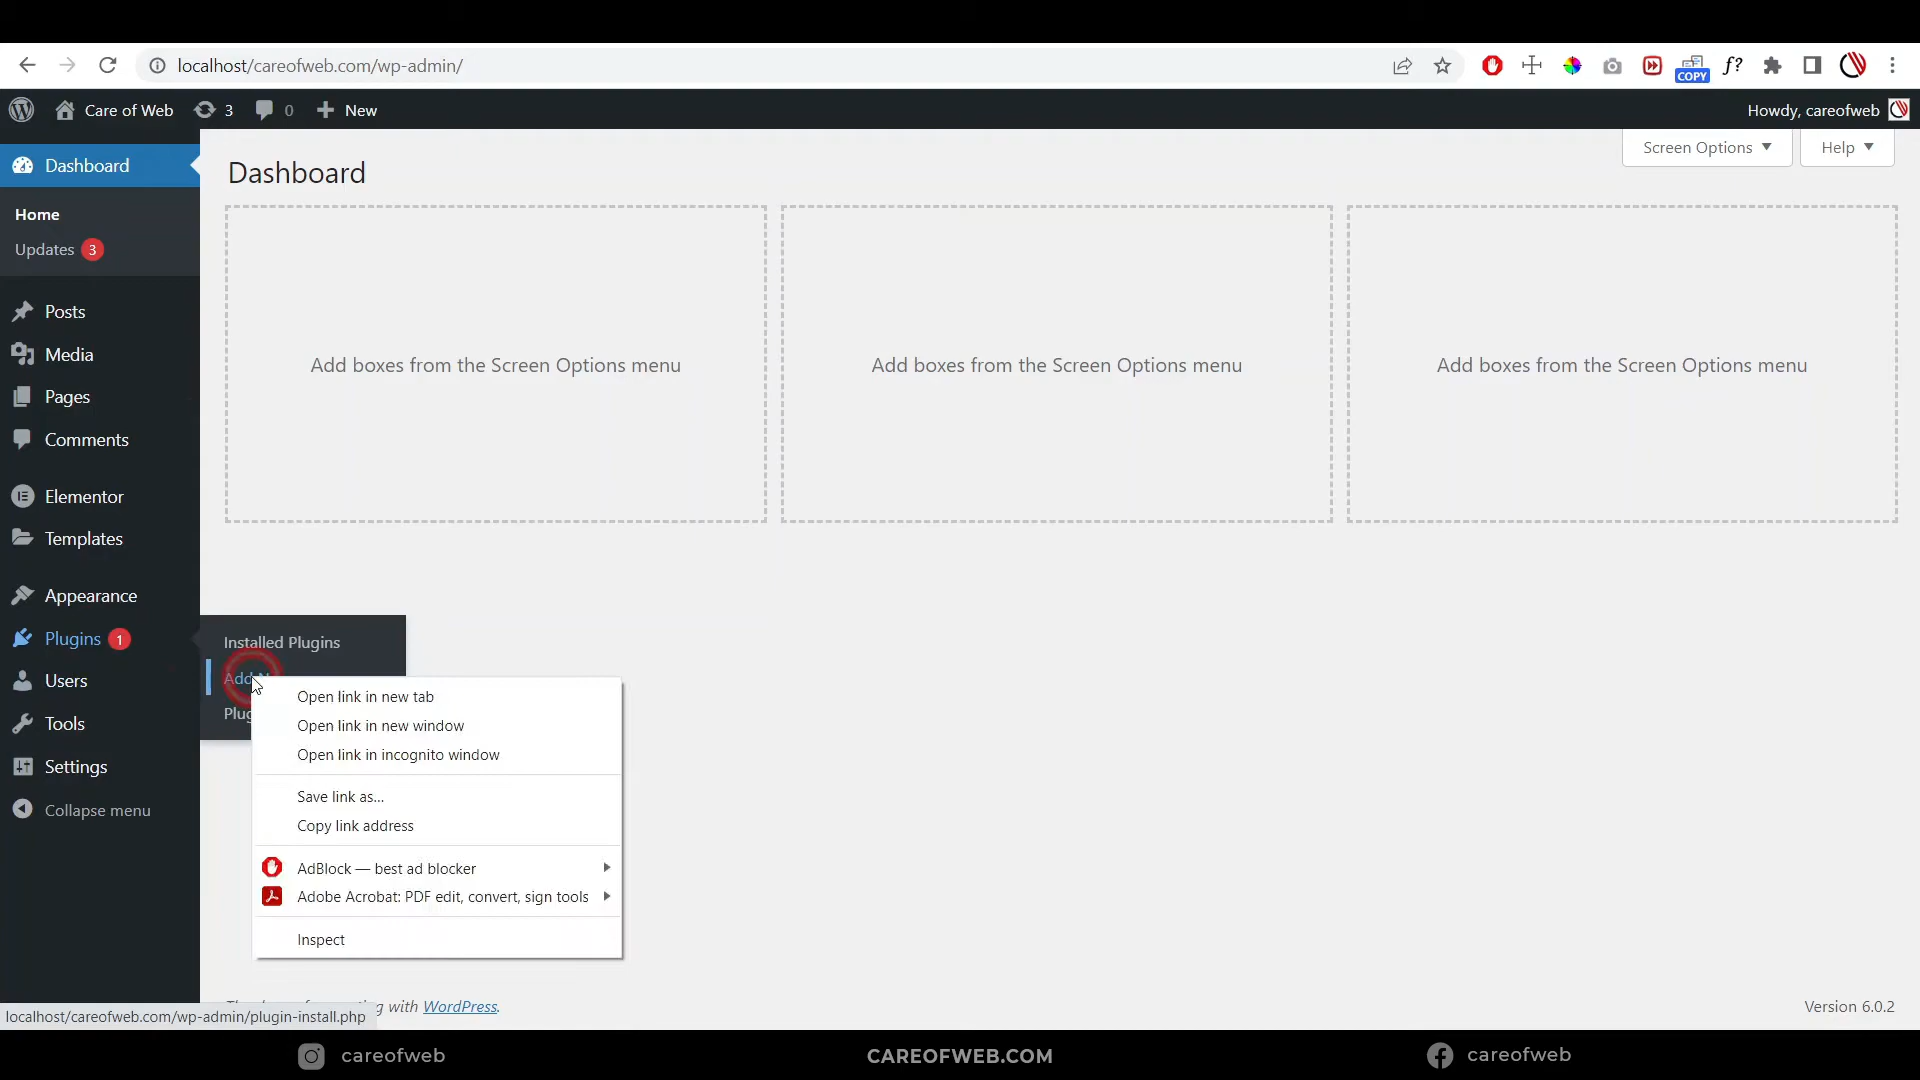 localhost/careofweb.com/wp-admin/
COPY
f?
Care of Web
3
0
New
Howdy, careofweb
Dashboard
Home
Updates 3
Posts
Media
Pages
Comments
Elementor
Templates
Appearance
Plugins 1
Users
Tools
Settings
Collapse menu
Dashboard
Screen Options
Help
Add boxes from the Screen Options menu
Add boxes from the Screen Options menu
Add boxes from the Screen Options menu
Installed Plugins
Add
Open link in new tab
Open link in new window
Open link in incognito window
Save link as...
Copy link address
AdBlock — best ad blocker
Adobe Acrobat: PDF edit, convert, sign tools
Inspect
with WordPress.
Version 6.0.2
localhost/careofweb.com/wp-admin/plugin-install.php
careofweb
CAREOFWEB.COM
careofweb